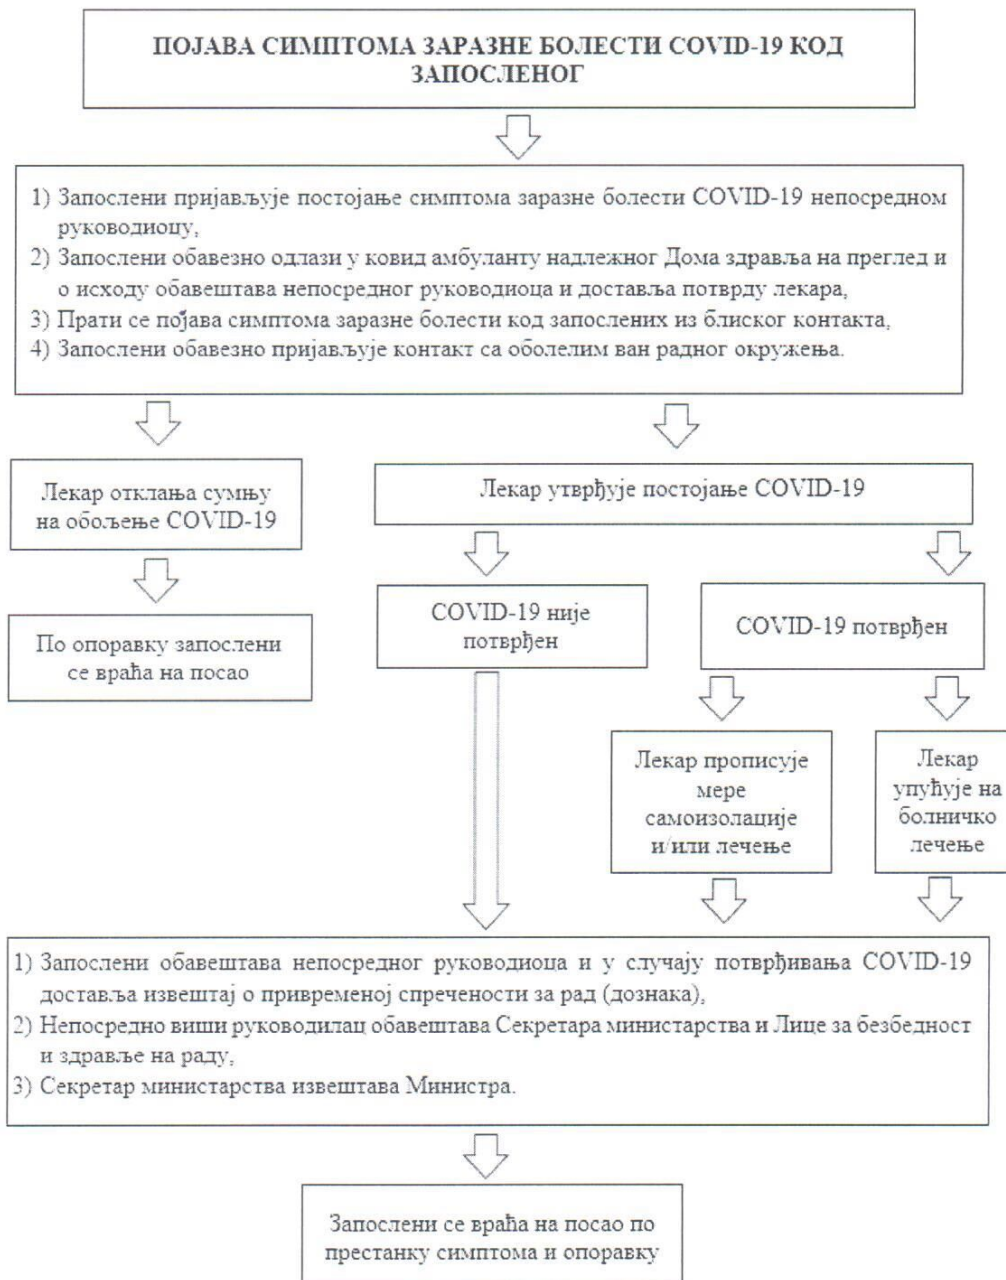 ПОЈАВА СИМПТОМА ЗАРАЗНЕ БОЛЕСТИ COVID-19 КОД
ЗАПОСЛЕНОГ
1) Запослени пријављује постојање симптома заразне болести COVID-19 непосредном
руководиоцу,
2) Запослени обавезно одлази у ковид амбуланту надлежног Дома здравља на преглед и
о исходу обавештава непосредног руководиоца и доставља потврду лекара,
3) Прати се појава симптома заразне болести код запослених из блиског контакта,
4) Запослени обавезно пријављује контакт са оболелим ван радног окружења.
Лекар отклања сумњу
на обољење COVID-19
Лекар утврђује постојање COVID-19
По опоравку запослени
се враћа на посао
COVID-19 није
потврђен
COVID-19 потврђен
Лекар прописује
мере
самоизолације
и/или лечење
Лекар
упућује на
болничко
лечење
1) Запослени обавештава непосредног руководиоца и у случају потврђивања COVID-19
доставља извештај о привременој спречености за рад (дознака),
2) Непосредно виши руководилац обавештава Секретара министарства и Лице за безбедност
и здравље на раду,
3) Секретар министарства извештава Министра.
Запослени се враћа на посао по
престанку симптома и опоравку